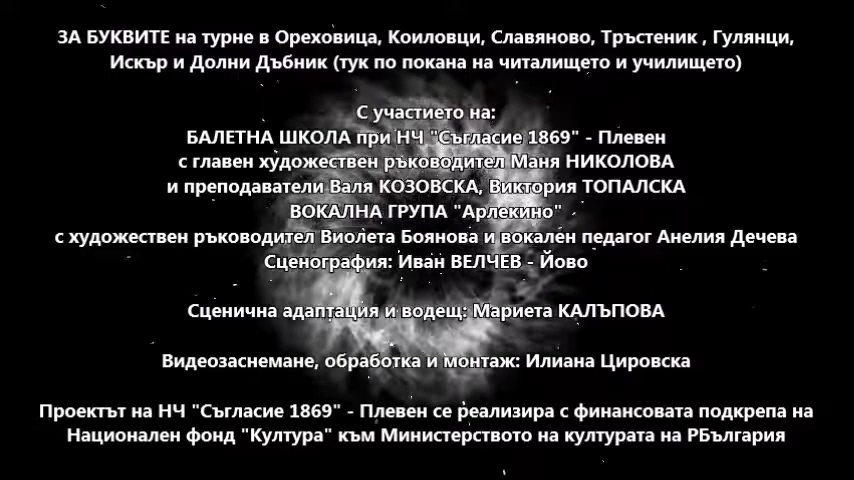 ЗА БУКВИТЕ на турне в Ореховица, Коиловци, Славяново, Тръстеник , Гулянци,
Искър и Долни Дъбник (тук по покана на читалището и училището)
С участието на:
БАЛЕТНА ШКОЛА при НЧ "Съгласие 1869" - Плевен
с главен художествен ръководител Маня НИКОЛОВА
и преподаватели Валя КОЗОВСКА, Виктория ТОПАЛСКА
ВОКАЛНА ГРУПА "Арлекино"
с художествен ръководител Виолета Боянова и вокален педагог Анелия Дечева
Сценография: Иван ВЕЛЧЕВ - Йово
Сценична адаптация и водещ: Мариета КАЛЪПОВА
Видеозаснемане, обработка и монтаж: Илиана Цировска
Проектът на НЧ "Съгласие 1869" - Плевен се реализира с финансовата подкрепа на
Национален фонд "Култура" към Министерството на културата на РБългария